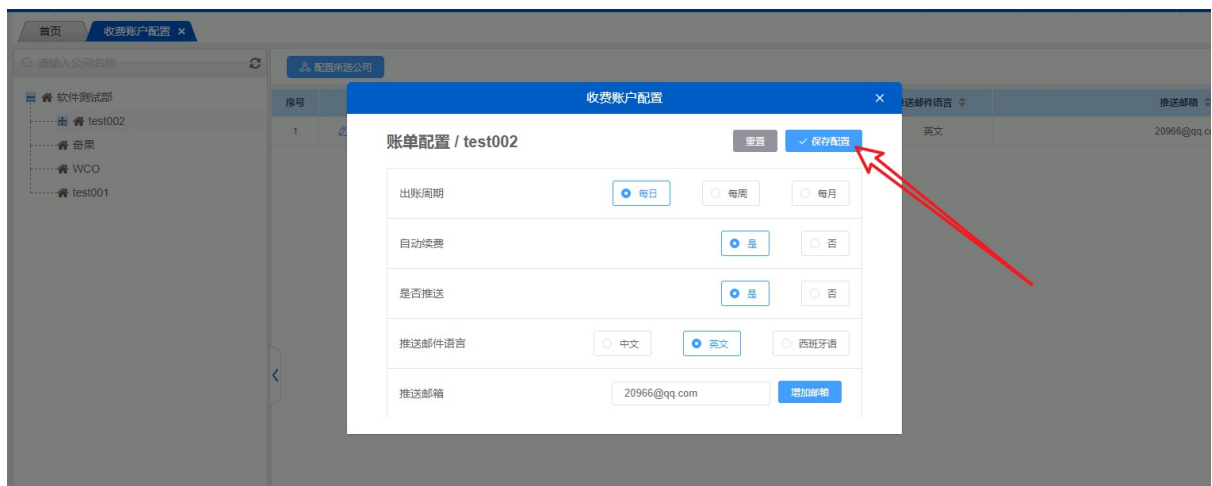 首页 收费账户配置 ×
请输入公司名称
配置所选公司
软件测试部
test002
奇果
WCO
test001
序号
推送邮件语言
推送邮箱
1
英文
20966@qq.co
收费账户配置 ×
账单配置 / test002
重置
保存配置
出账周期 每日 每周 每月
自动续费 是 否
是否推送 是 否
推送邮件语言 中文 英文 西班牙语
推送邮箱 20966@qq.com 增加邮箱